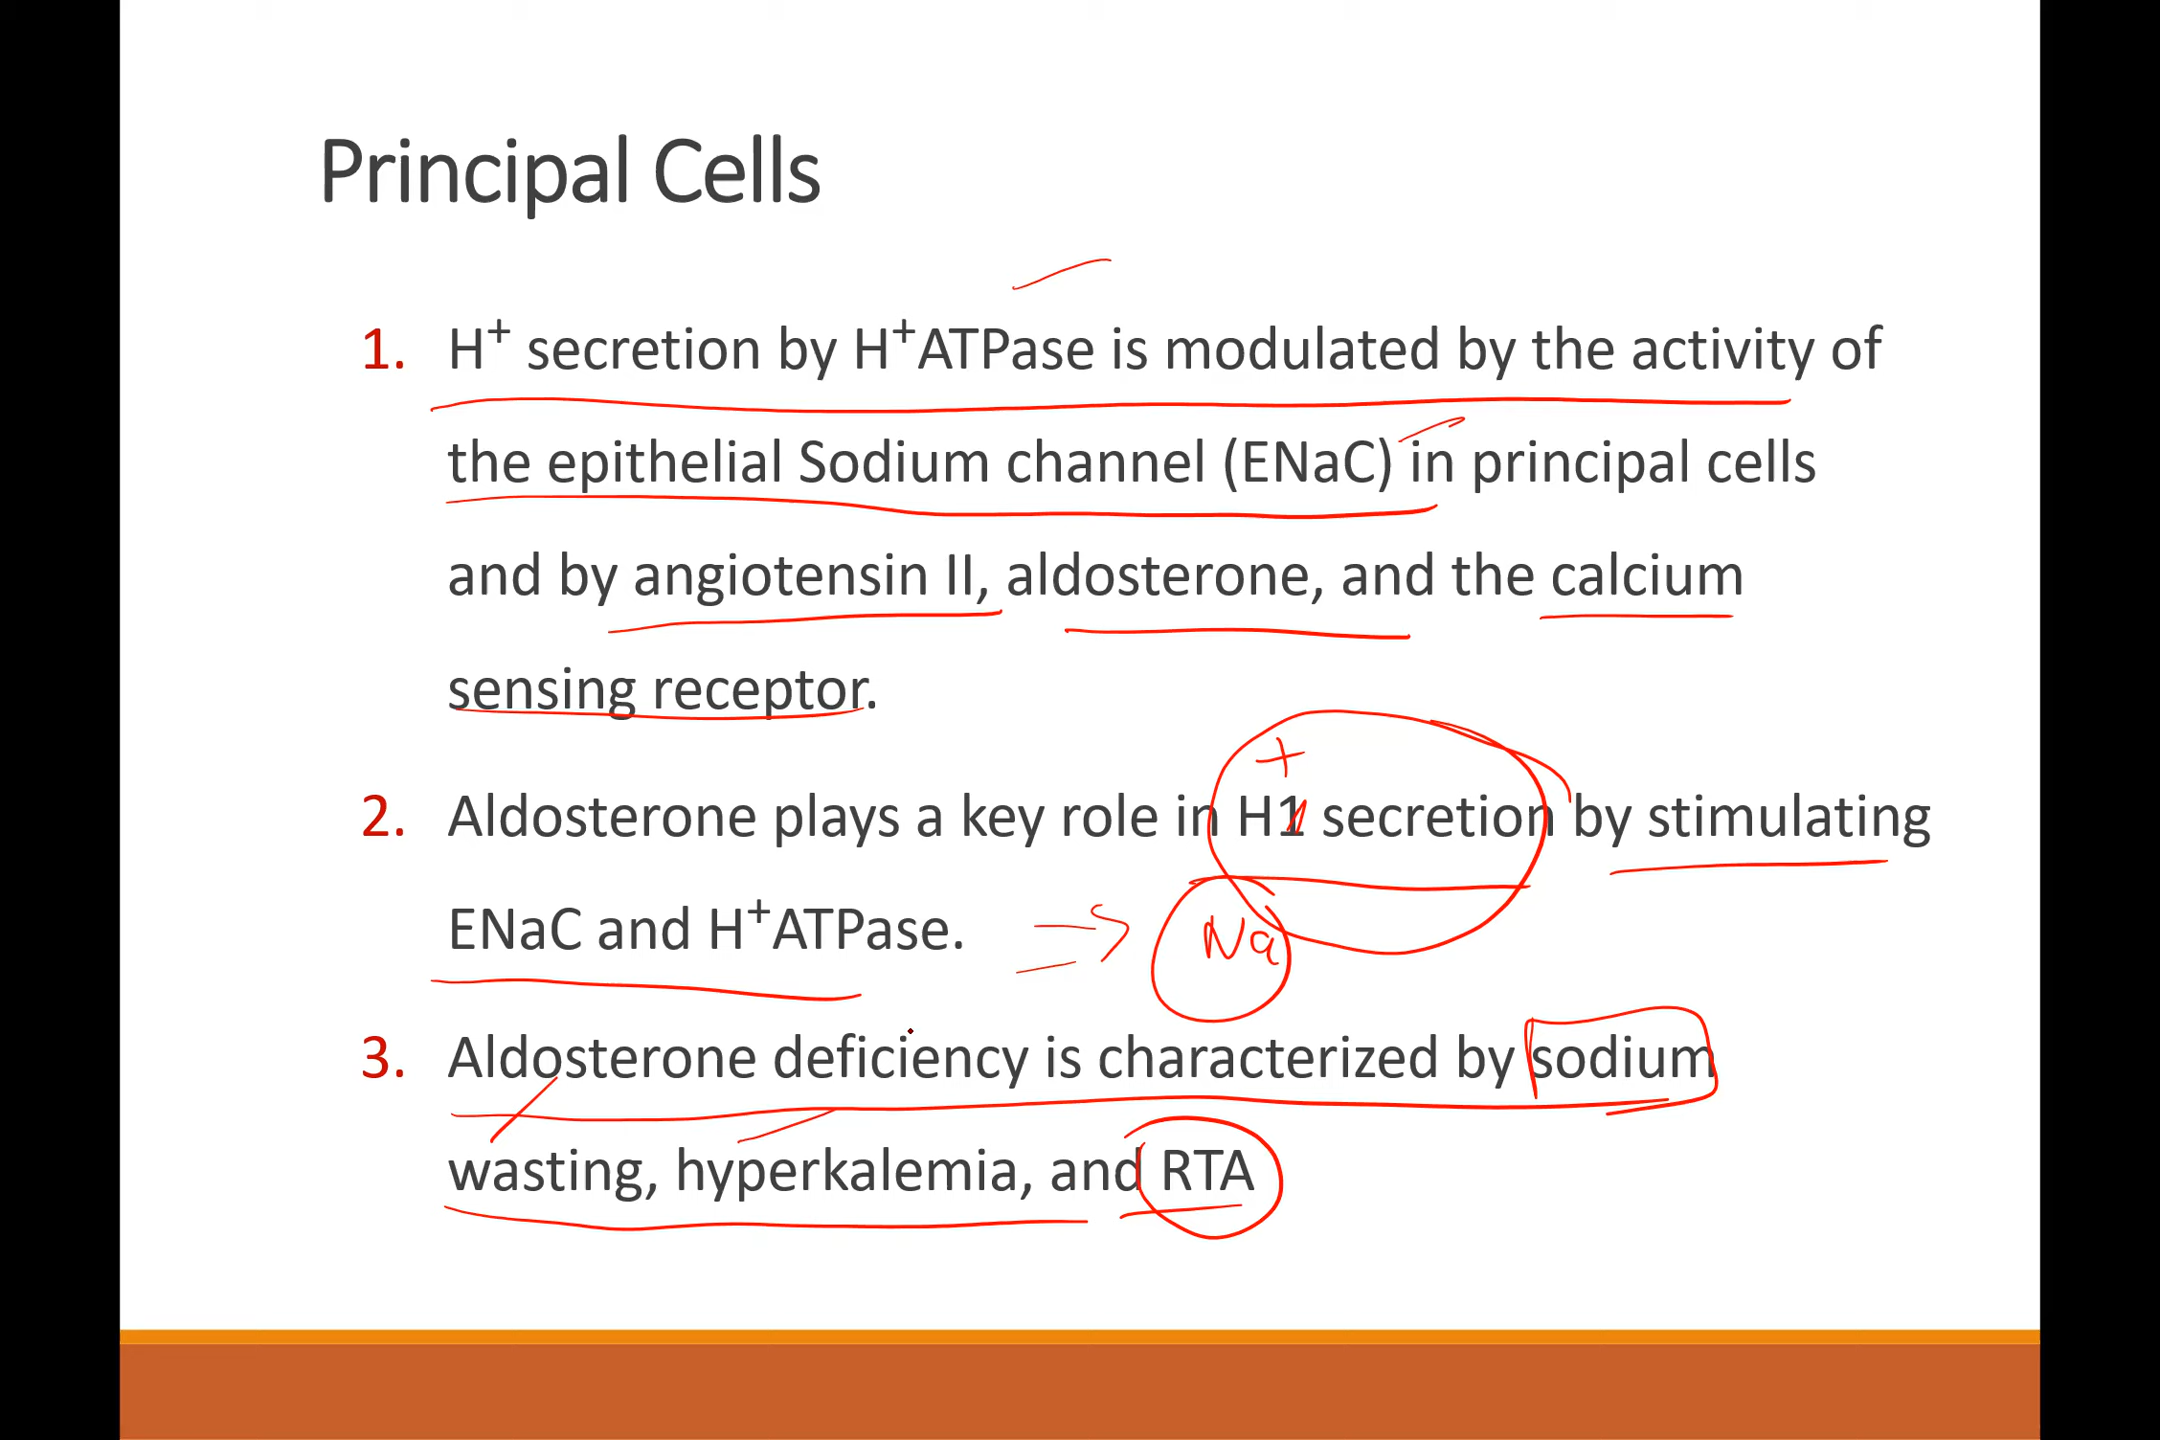 Principal Cells
1. H⁺ secretion by H⁺ATPase is modulated by the activity of
the epithelial Sodium channel (ENaC) in principal cells
and by angiotensin II, aldosterone, and the calcium
sensing receptor.
+
2. Aldosterone plays a key role in H1 secretion by stimulating
ENaC and H⁺ATPase. => Na
3. Aldosterone deficiency is characterized by sodium
wasting, hyperkalemia, and RTA